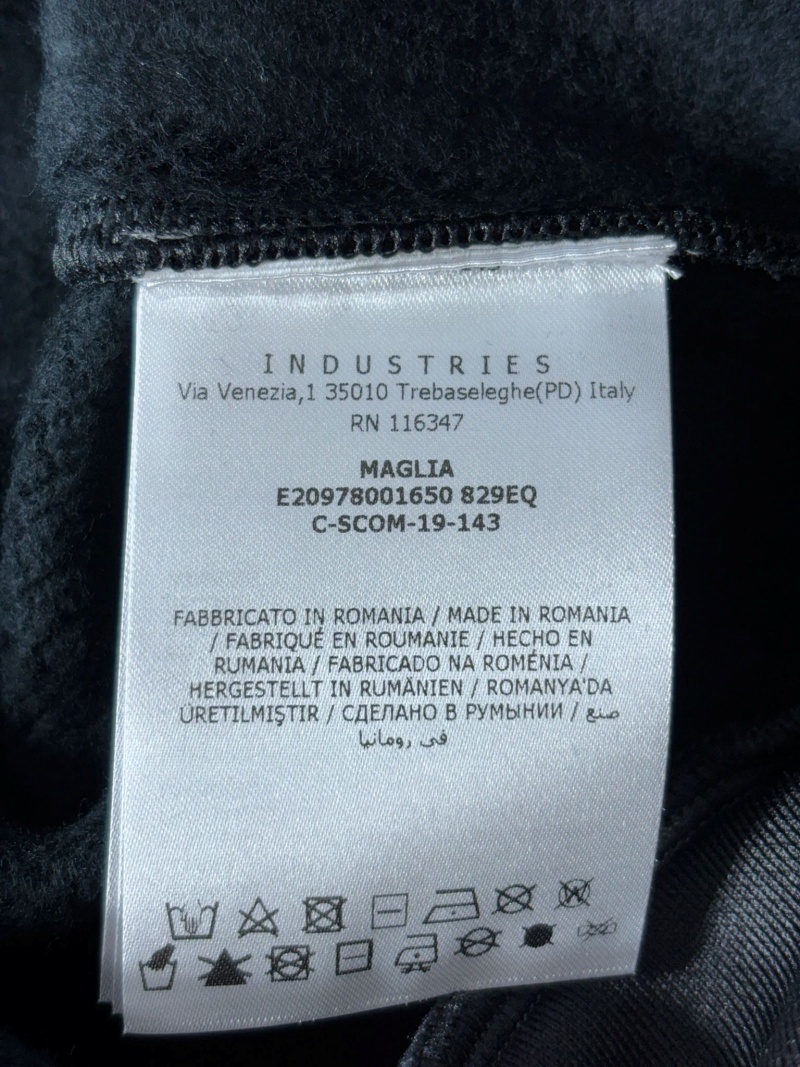 INDUSTRIES
Via Venezia,1 35010 Trebaseleghe(PD) Italy
RN 116347
MAGLIA
E20978001650 829EQ
C-SCOM-19-143
FABBRICATO IN ROMANIA / MADE IN ROMANIA
/ FABRIQUÉ EN ROUMANIE / HECHO EN
RUMANIA / FABRICADO NA ROMÉNIA /
HERGESTELLT IN RUMÄNIEN / ROMANYA'DA
ÜRETILMIŞTIR / СДЕЛАНО В РУМЫНИИ / صنع
في رومانيا
W